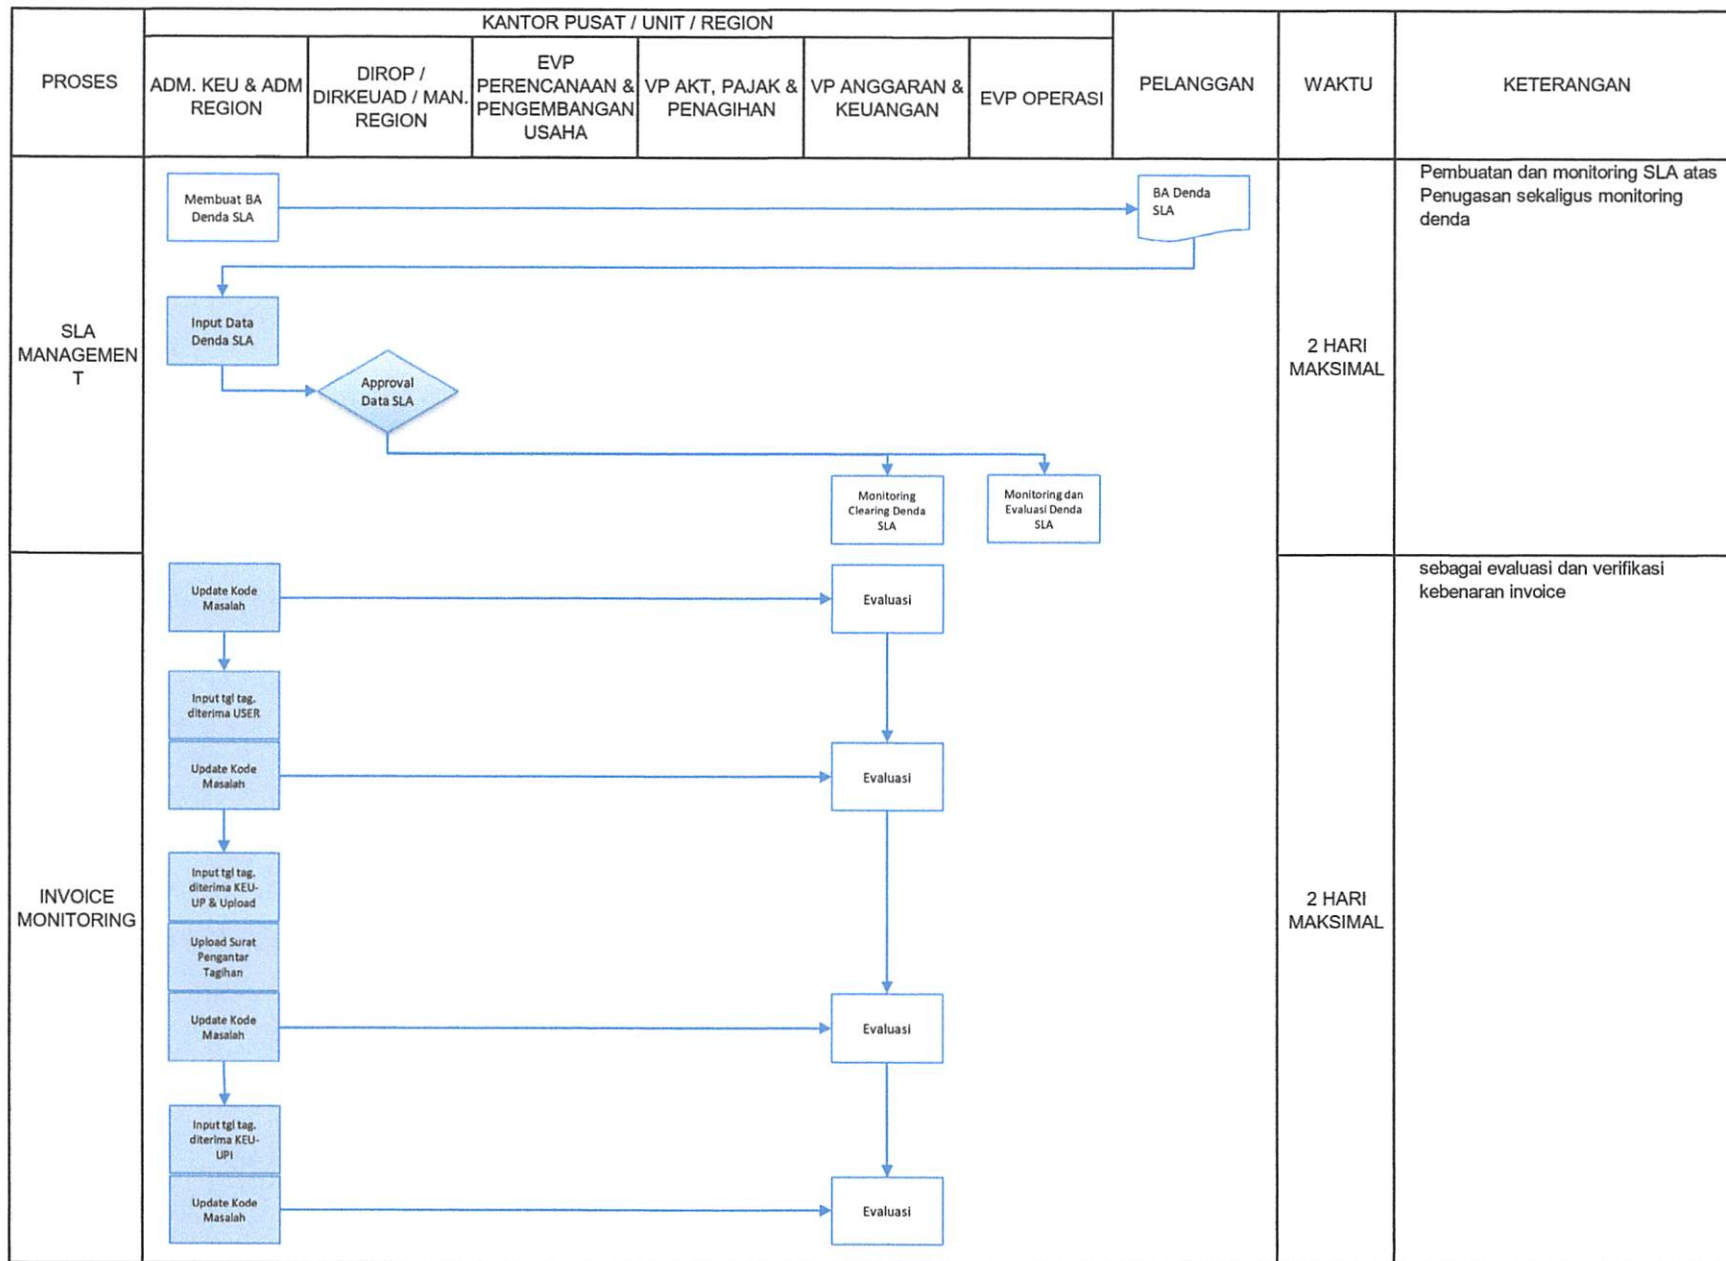 PROSES
KANTOR PUSAT / UNIT / REGION
ADM. KEU & ADM
REGION
DIROP /
DIRKEUAD / MAN.
REGION
EVP
PERENCANAAN &
PENGEMBANGAN
USAHA
VP AKT, PAJAK &
PENAGIHAN
VP ANGGARAN &
KEUANGAN
EVP OPERASI
PELANGGAN
WAKTU
KETERANGAN
SLA
MANAGEMEN
T
Membuat BA
Denda SLA
BA Denda
SLA
Input Data
Denda SLA
Approval
Data SLA
Monitoring
Clearing Denda
SLA
Monitoring dan
Evaluasi Denda
SLA
2 HARI
MAKSIMAL
Pembuatan dan monitoring SLA atas
Penugasan sekaligus monitoring
denda
INVOICE
MONITORING
Update Kode
Masalah
Evaluasi
Input tgl tag.
diterima USER
Update Kode
Masalah
Evaluasi
Input tgl tag.
diterima KEU-
UP & Upload
Upload Surat
Pengantar
Tagihan
Update Kode
Masalah
Evaluasi
Input tgl tag.
diterima KEU-
UPI
Update Kode
Masalah
Evaluasi
2 HARI
MAKSIMAL
sebagai evaluasi dan verifikasi
kebenaran invoice